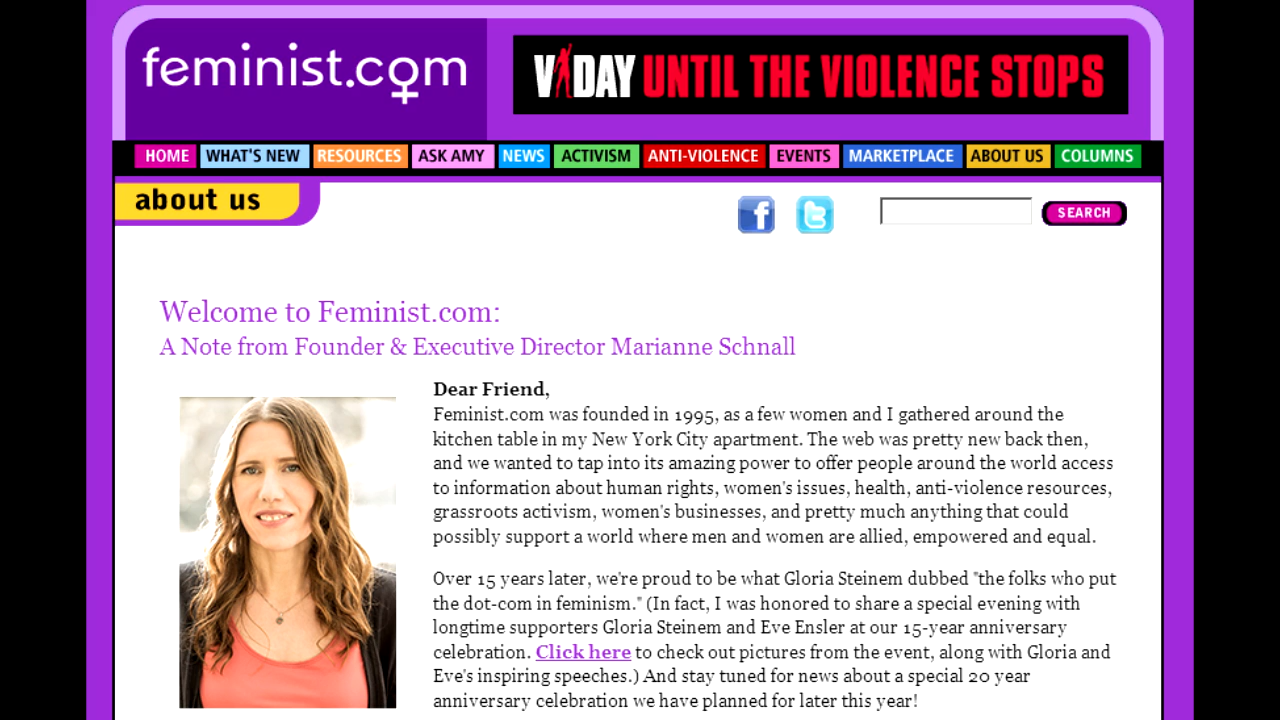 feminist.com
V DAY UNTIL THE VIOLENCE STOPS
HOME WHAT'S NEW RESOURCES ASK AMY NEWS ACTIVISM ANTI-VIOLENCE EVENTS MARKETPLACE ABOUT US COLUMNS
about us
SEARCH
Welcome to Feminist.com:
A Note from Founder & Executive Director Marianne Schnall
Dear Friend,
Feminist.com was founded in 1995, as a few women and I gathered around the
kitchen table in my New York City apartment. The web was pretty new back then,
and we wanted to tap into its amazing power to offer people around the world access
to information about human rights, women's issues, health, anti-violence resources,
grassroots activism, women's businesses, and pretty much anything that could
possibly support a world where men and women are allied, empowered and equal.
Over 15 years later, we're proud to be what Gloria Steinem dubbed "the folks who put
the dot-com in feminism." (In fact, I was honored to share a special evening with
longtime supporters Gloria Steinem and Eve Ensler at our 15-year anniversary
celebration. Click here to check out pictures from the event, along with Gloria and
Eve's inspiring speeches.) And stay tuned for news about a special 20 year
anniversary celebration we have planned for later this year!